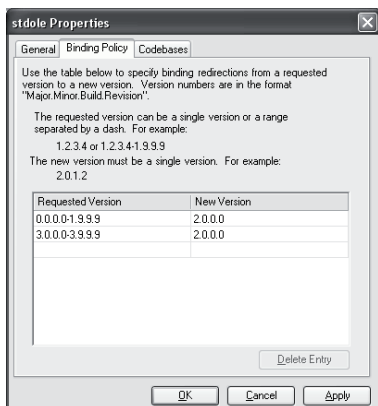 stdole Properties
General Binding Policy Codebases
Use the table below to specify binding redirections from a requested
version to a new version. Version numbers are in the format
"Major.Minor.Build.Revision".
The requested version can be a single version or a range
separated by a dash. For example:
1.2.3.4 or 1.2.3.4-1.9.9.9
The new version must be a single version. For example:
2.0.1.2
Requested Version New Version
0.0.0.0-1.9.9.9 2.0.0.0
3.0.0.0-3.9.9.9 2.0.0.0
Delete Entry
OK Cancel Apply